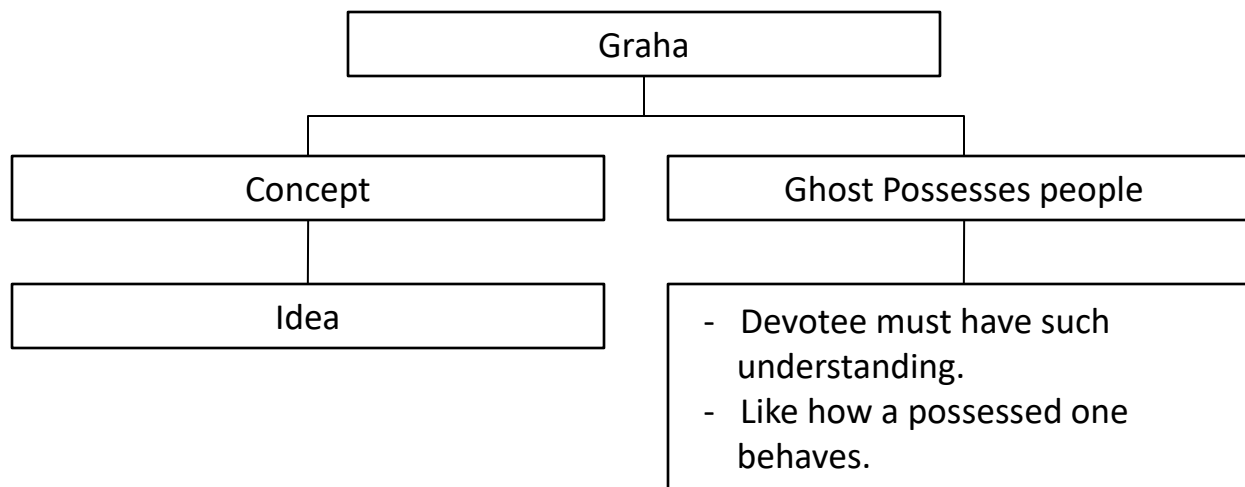 Graha
Concept
Ghost Possesses people
Idea
- Devotee must have such
understanding.
- Like how a possessed one
behaves.